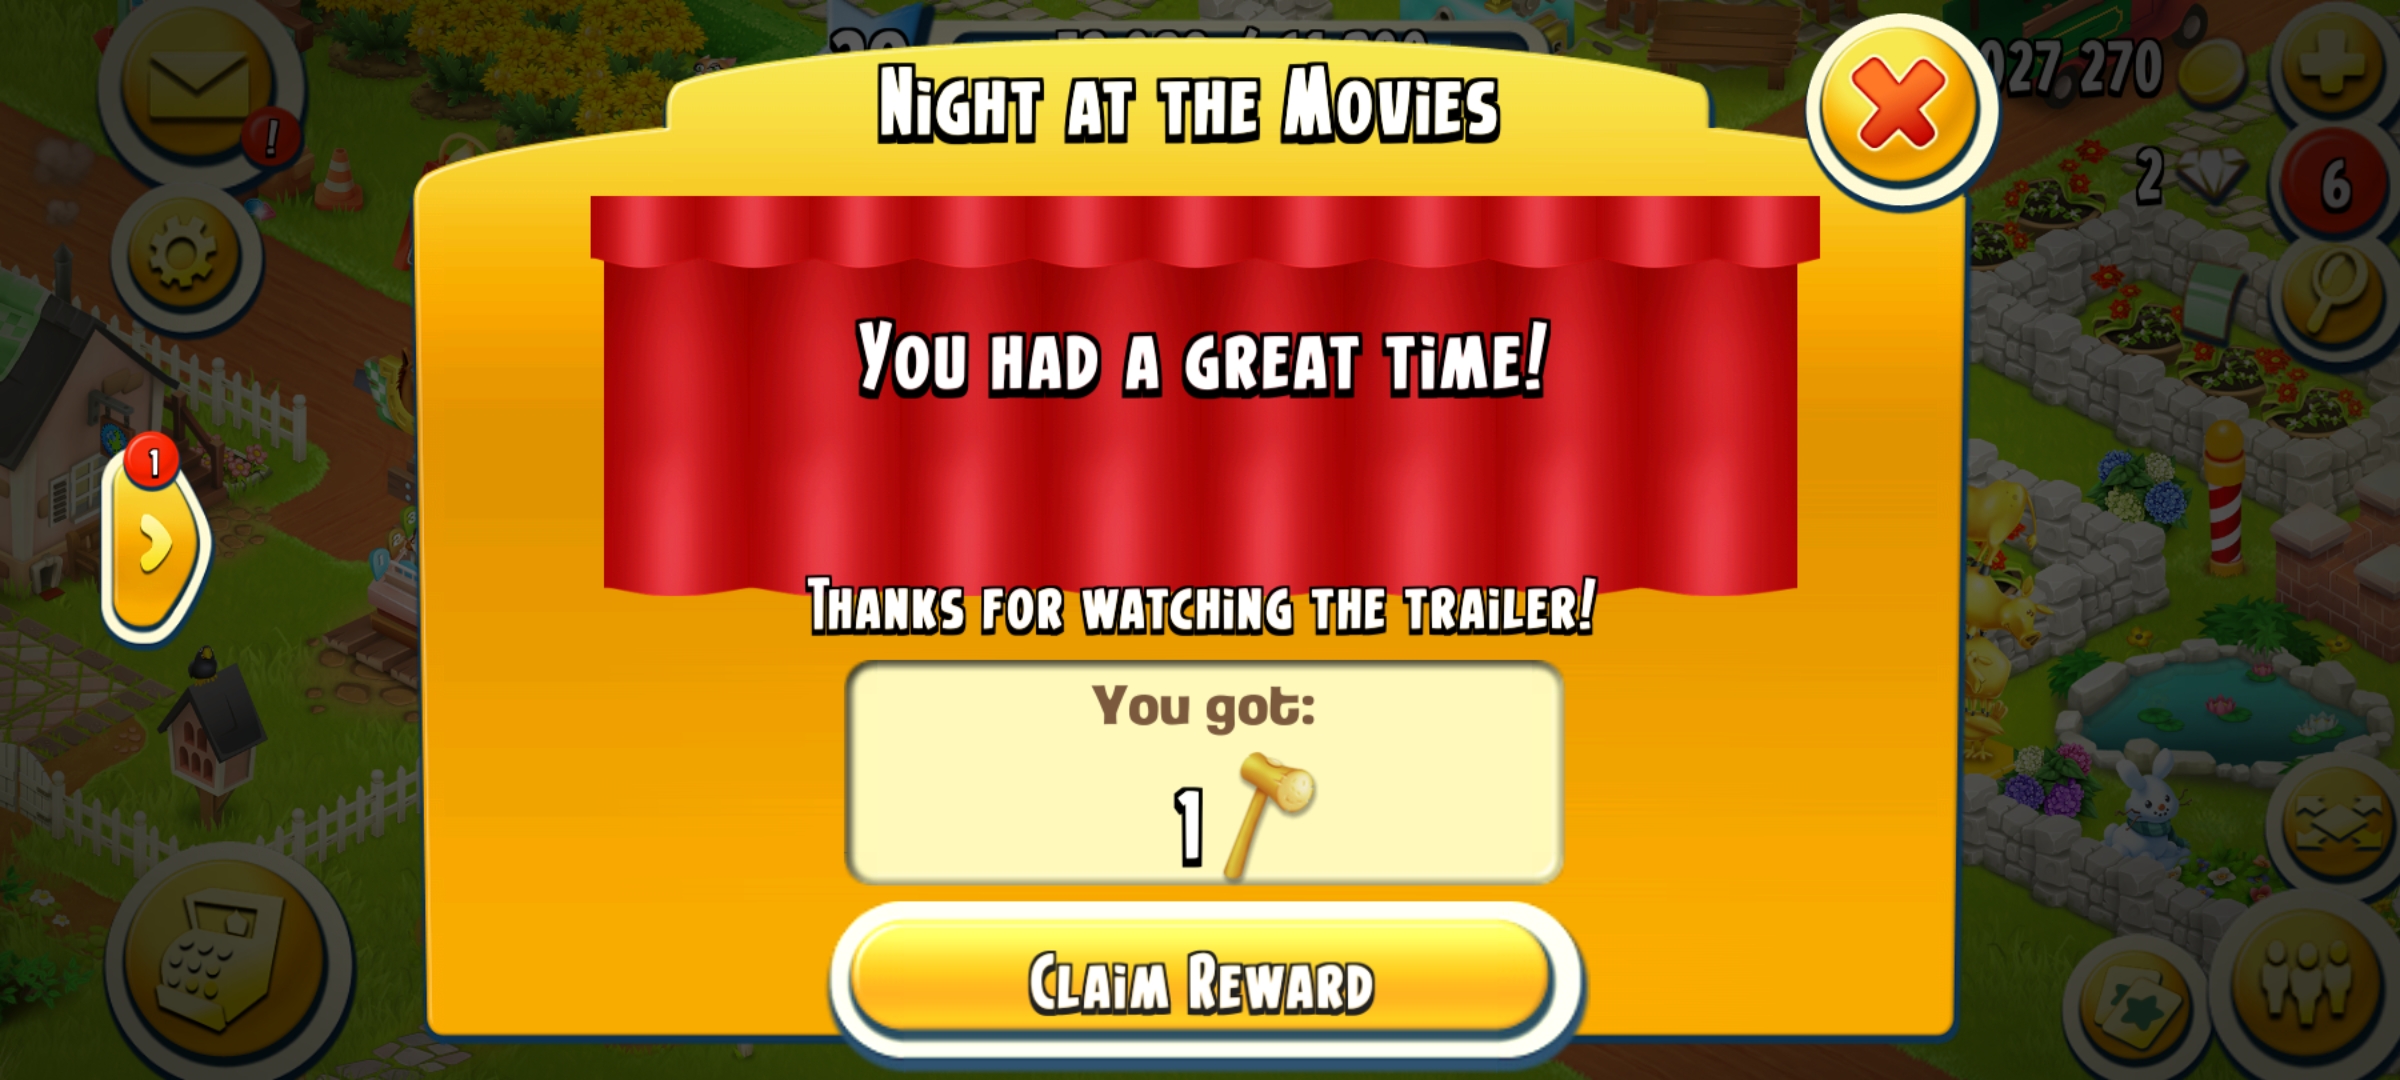 Night at the Movies
027,270
!
2
6
You had a great time!
1
Thanks for watching the trailer!
You got:
1
Claim Reward